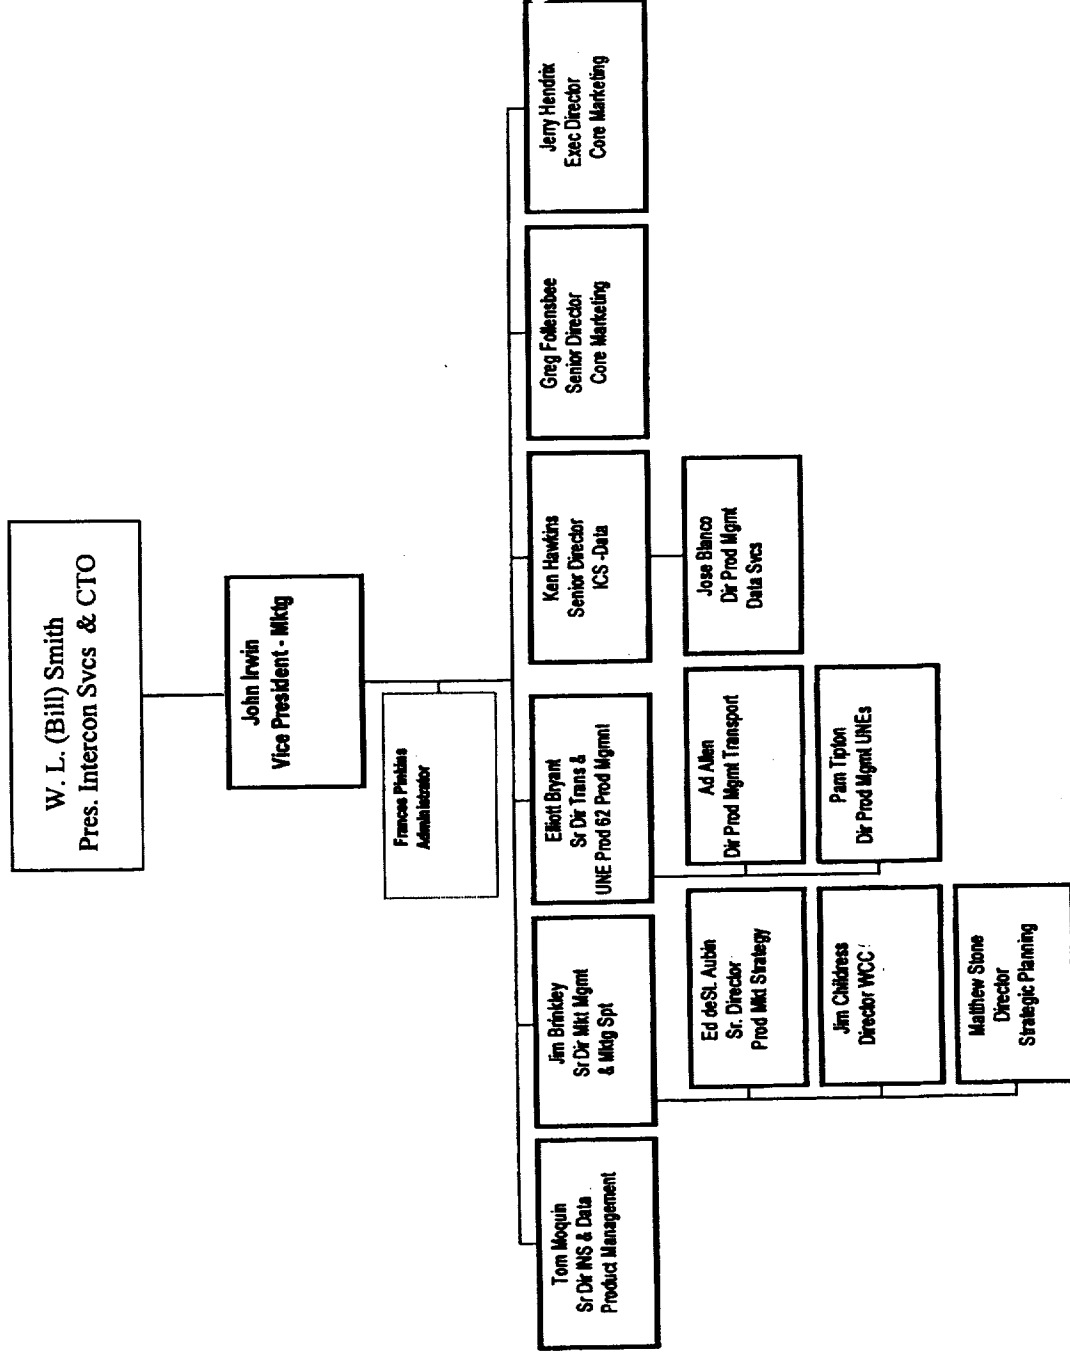 W. L. (Bill) Smith
Pres. Intercon Svcs & CTO
John Irwin
Vice President - Mktg
Frances Pinkins
Administrator
Tom Moquin
Sr Dir INS & Data
Product Management
Jim Brinkley
Sr Dir Mkt Mgmt
& Mktg Spt
Elliott Bryant
Sr Dir Trans &
UNE Prod 62 Prod Mgmnt
Ken Hawkins
Senior Director
ICS -Data
Greg Follensbee
Senior Director
Core Marketing
Jerry Hendrix
Exec Director
Core Marketing
Ed deSt. Aubin
Sr. Director
Prod Mkt Strategy
Jim Childress
Director WCC
Matthew Stone
Director
Strategic Planning
Ad Allen
Dir Prod Mgmt Transport
Pam Tipton
Dir Prod Mgmt UNEs
Jose Blanco
Dir Prod Mgmt
Data Svcs